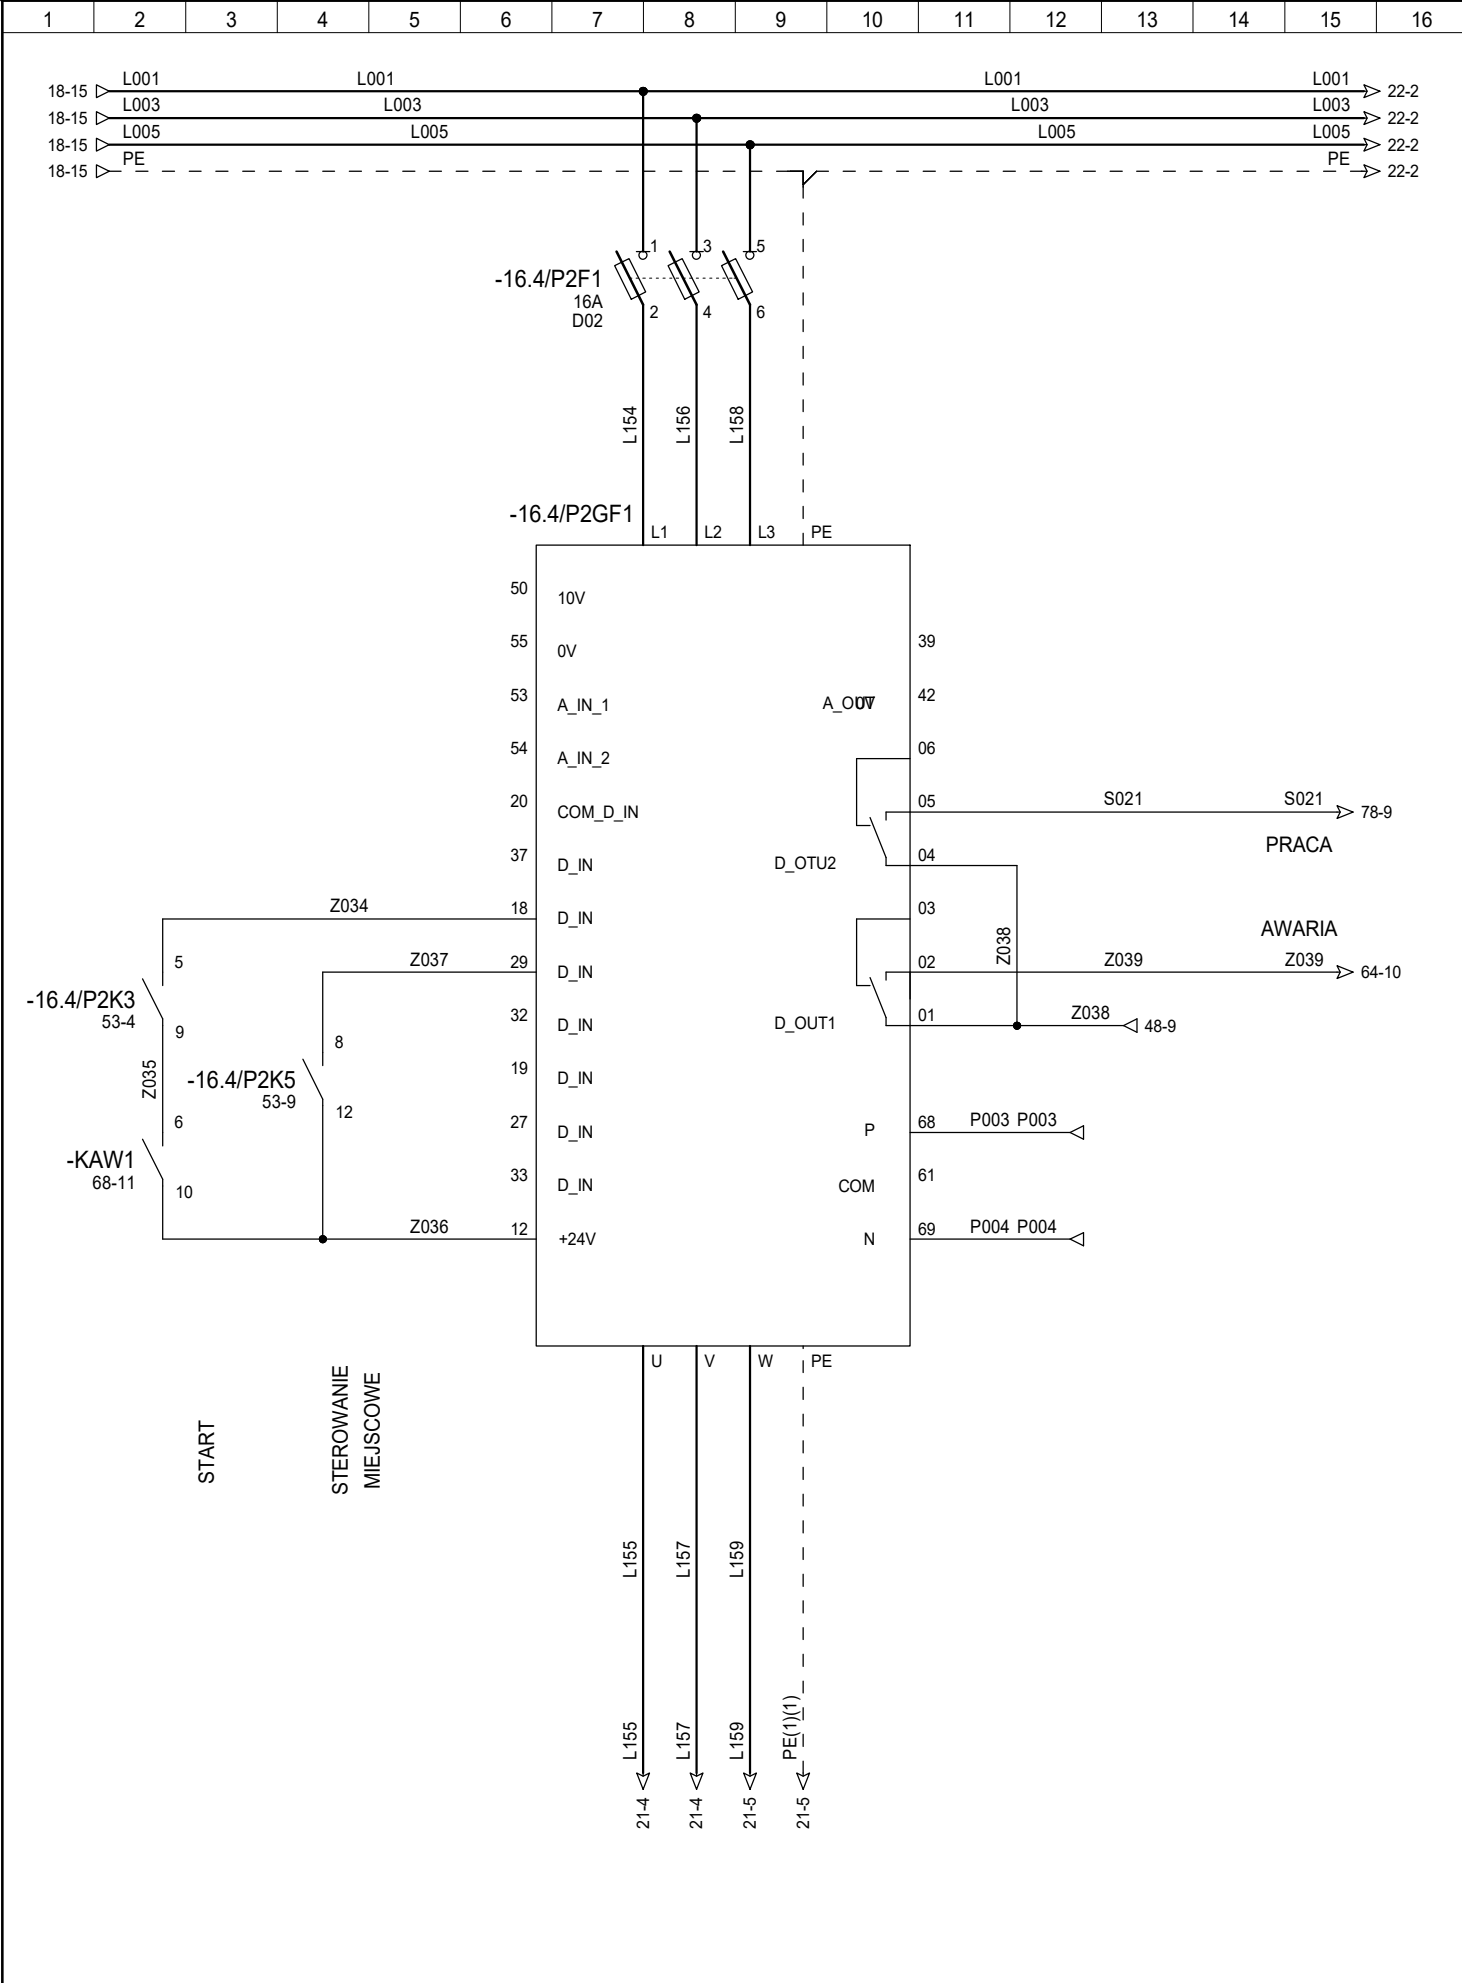 1 2 3 4 5 6 7 8 9 10 11 12 13 14 15 16
18-15 L001 L001 L001 L001 22-2
18-15 L003 L003 L003 L003 22-2
18-15 L005 L005 L005 L005 22-2
18-15 PE PE 22-2
1 3 5
-16.4/P2F1
16A
D02
2 4 6
L154 L156 L158
-16.4/P2GF1
L1 L2 L3 PE
50 10V
55 0V 39
53 A_IN_1 A_OUT 0V 42
54 A_IN_2 06
20 COM_D_IN 05 S021 S021 78-9
PRACA
37 D_IN D_OTU2 04
Z034 18 D_IN 03
AWARIA
5 Z037 29 D_IN 02 Z038 Z039 Z039 64-10
-16.4/P2K3
53-4
9
32 D_IN D_OUT1 01 Z038 48-9
8
Z035
-16.4/P2K5
53-9
12
19 D_IN
6
27 D_IN P 68 P003 P003
-KAW1
68-11
10
33 D_IN COM 61
Z036 12 +24V N 69 P004 P004
U V W PE
START
STEROWANIE
MIEJSCOWE
L155 L157 L159
L155 L157 L159 PE(1)(1)
21-4 21-4 21-5 21-5